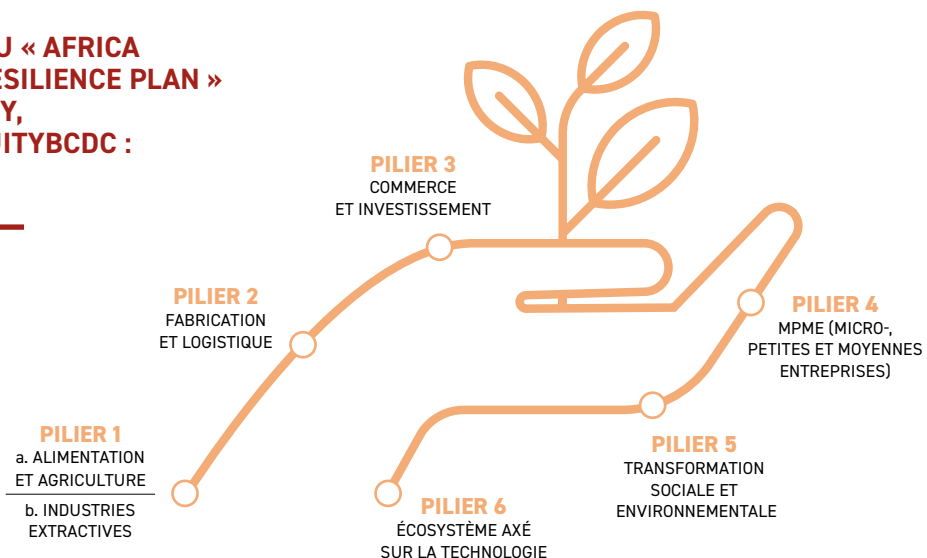 U « AFRICA
ESILIENCE PLAN »
Y,
UITYBCDC :
PILIER 3
COMMERCE
ET INVESTISSEMENT
PILIER 2
FABRICATION
ET LOGISTIQUE
PILIER 4
MPME (MICRO-,
PETITES ET MOYENNES
ENTREPRISES)
PILIER 1
a. ALIMENTATION
ET AGRICULTURE
b. INDUSTRIES
EXTRACTIVES
PILIER 5
TRANSFORMATION
SOCIALE ET
ENVIRONNEMENTALE
PILIER 6
ÉCOSYSTÈME AXÉ
SUR LA TECHNOLOGIE